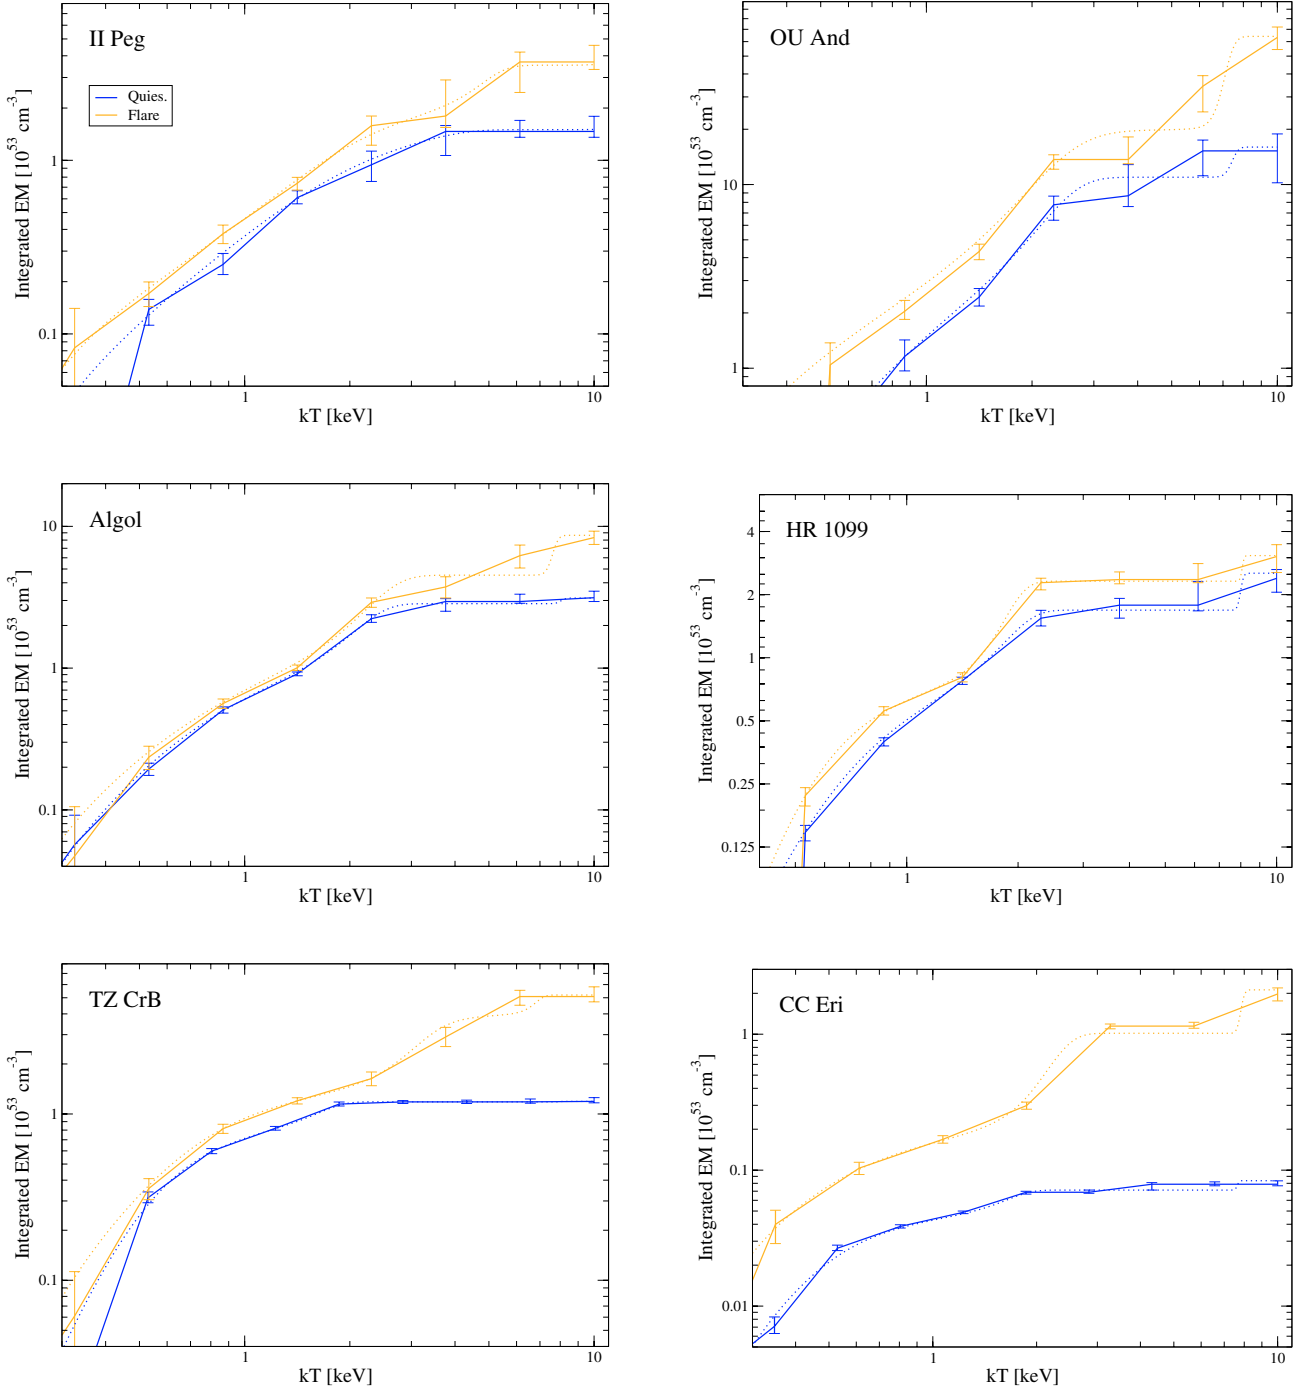 II Peg
Quies.
Flare
1
0.1
Integrated EM [10^53 cm^-3]
1
10
kT [keV]
OU And
10
1
Integrated EM [10^53 cm^-3]
1
10
kT [keV]
Algol
10
1
0.1
Integrated EM [10^53 cm^-3]
1
10
kT [keV]
HR 1099
4
2
1
0.5
0.25
0.125
Integrated EM [10^53 cm^-3]
1
10
kT [keV]
TZ CrB
1
0.1
Integrated EM [10^53 cm^-3]
1
10
kT [keV]
CC Eri
1
0.1
0.01
Integrated EM [10^53 cm^-3]
1
10
kT [keV]